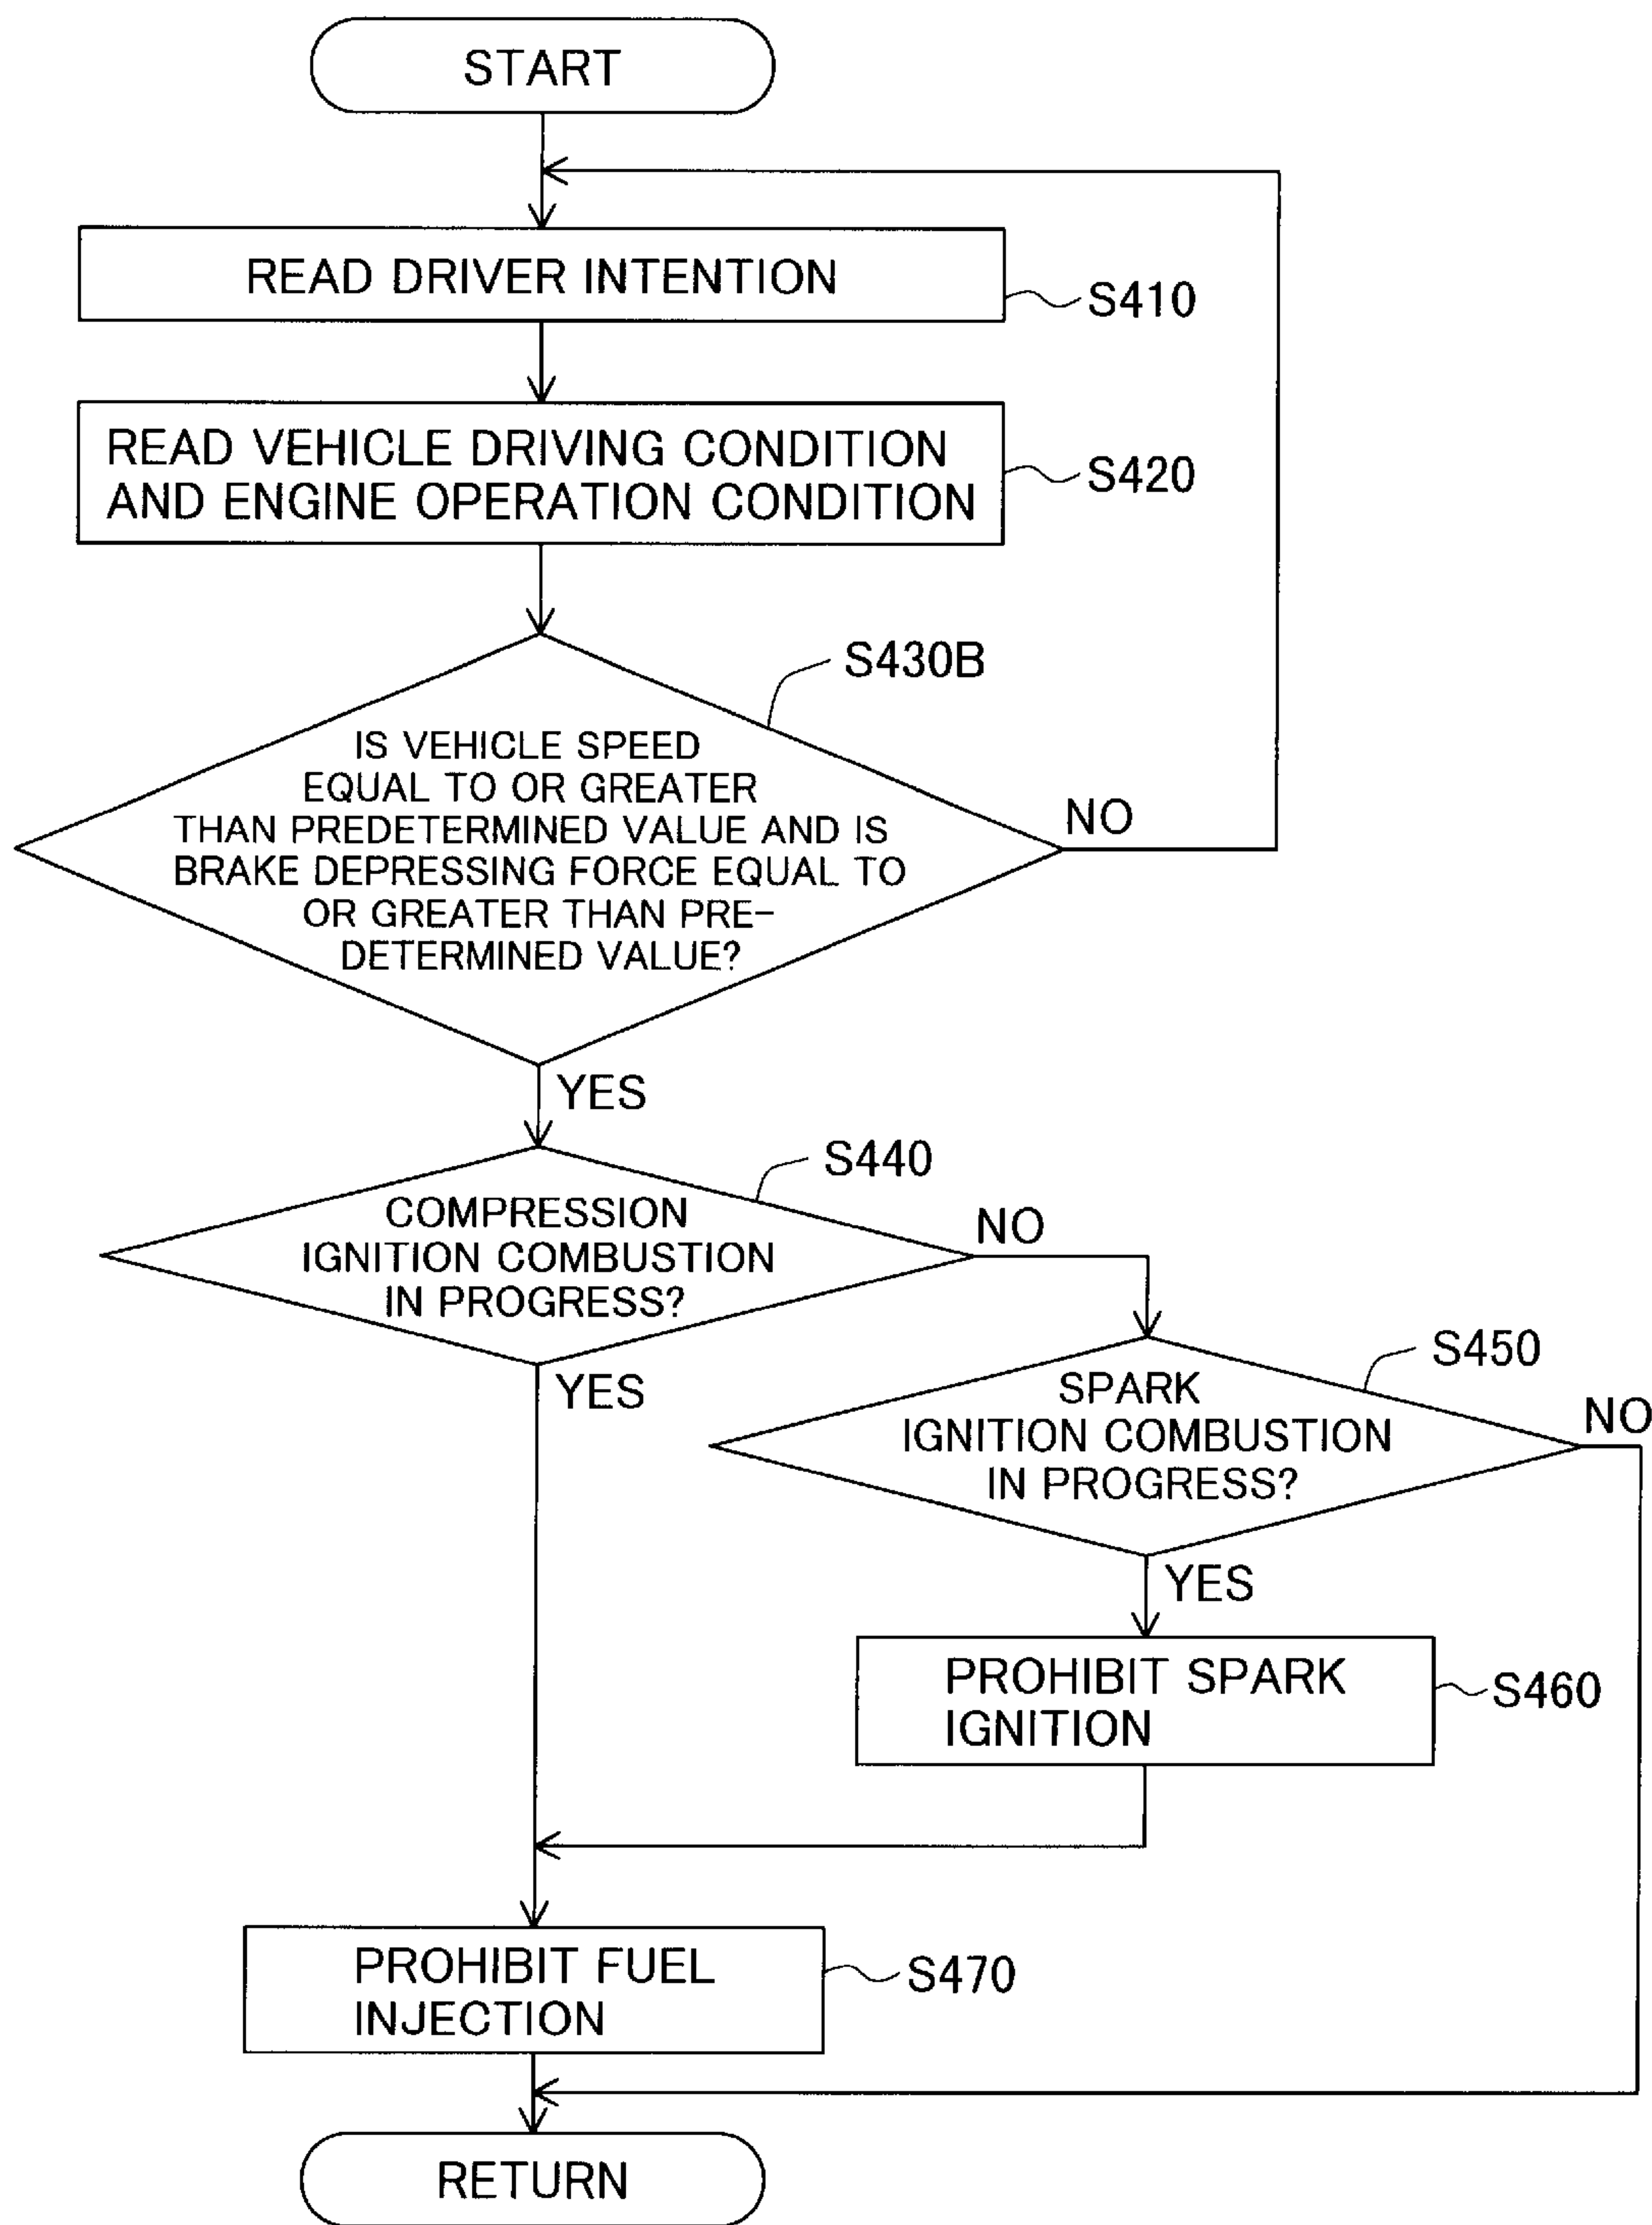 START
READ DRIVER INTENTION
S410
READ VEHICLE DRIVING CONDITION
AND ENGINE OPERATION CONDITION
S420
S430B
IS VEHICLE SPEED
EQUAL TO OR GREATER
THAN PREDETERMINED VALUE AND IS
BRAKE DEPRESSING FORCE EQUAL TO
OR GREATER THAN PRE-
DETERMINED VALUE?
NO
YES
S440
COMPRESSION
IGNITION COMBUSTION
IN PROGRESS?
NO
YES
S450
SPARK
IGNITION COMBUSTION
IN PROGRESS?
NO
YES
PROHIBIT SPARK
IGNITION
S460
PROHIBIT FUEL
INJECTION
S470
RETURN